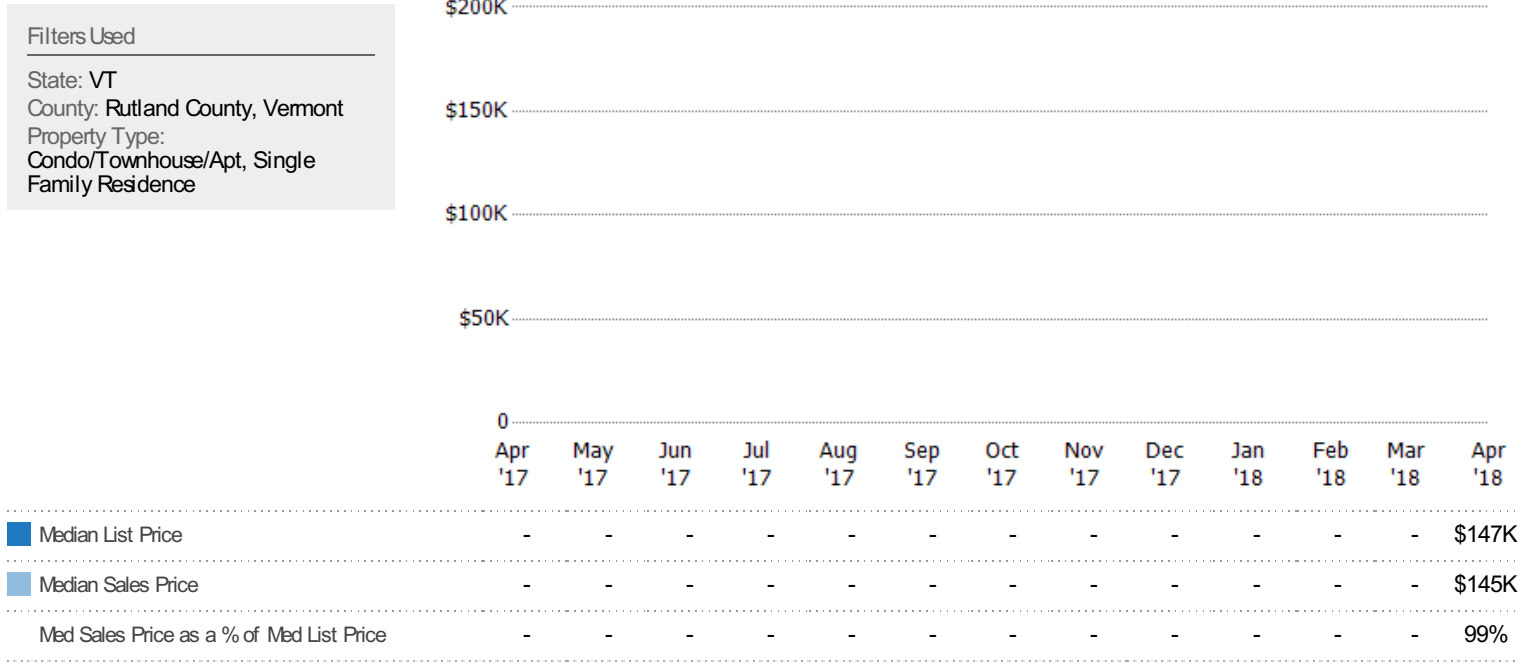 Filters Used
State: VT
County: Rutland County, Vermont
Property Type:
Condo/Townhouse/Apt, Single
Family Residence
$200K
$150K
$100K
$50K
0
Apr May Jun Jul Aug Sep Oct Nov Dec Jan Feb Mar Apr
'17 '17 '17 '17 '17 '17 '17 '17 '17 '18 '18 '18 '18
Median List Price - - - - - - - - - - - - $147K
Median Sales Price - - - - - - - - - - - - $145K
Med Sales Price as a % of Med List Price - - - - - - - - - - - - 99%